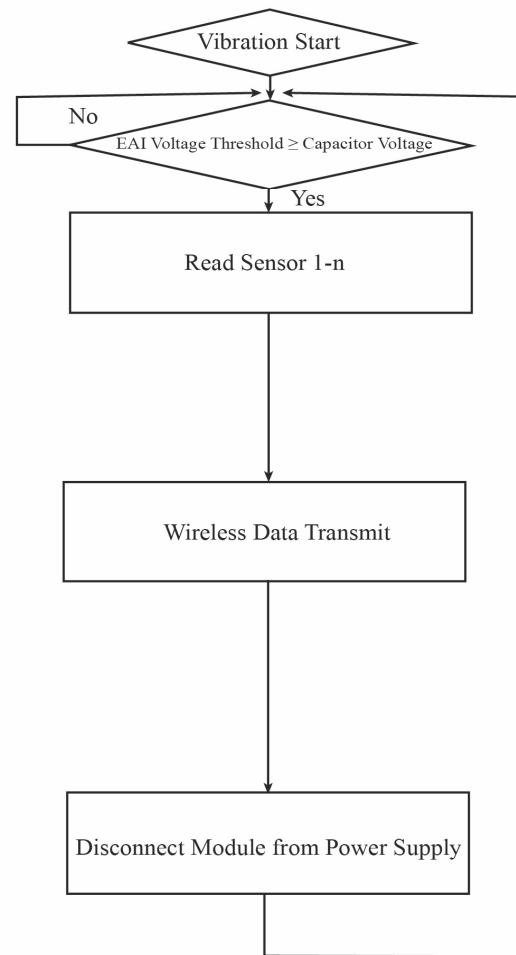 Vibration Start
No
EAI Voltage Threshold ≥ Capacitor Voltage
Yes
Read Sensor 1-n
Wireless Data Transmit
Disconnect Module from Power Supply